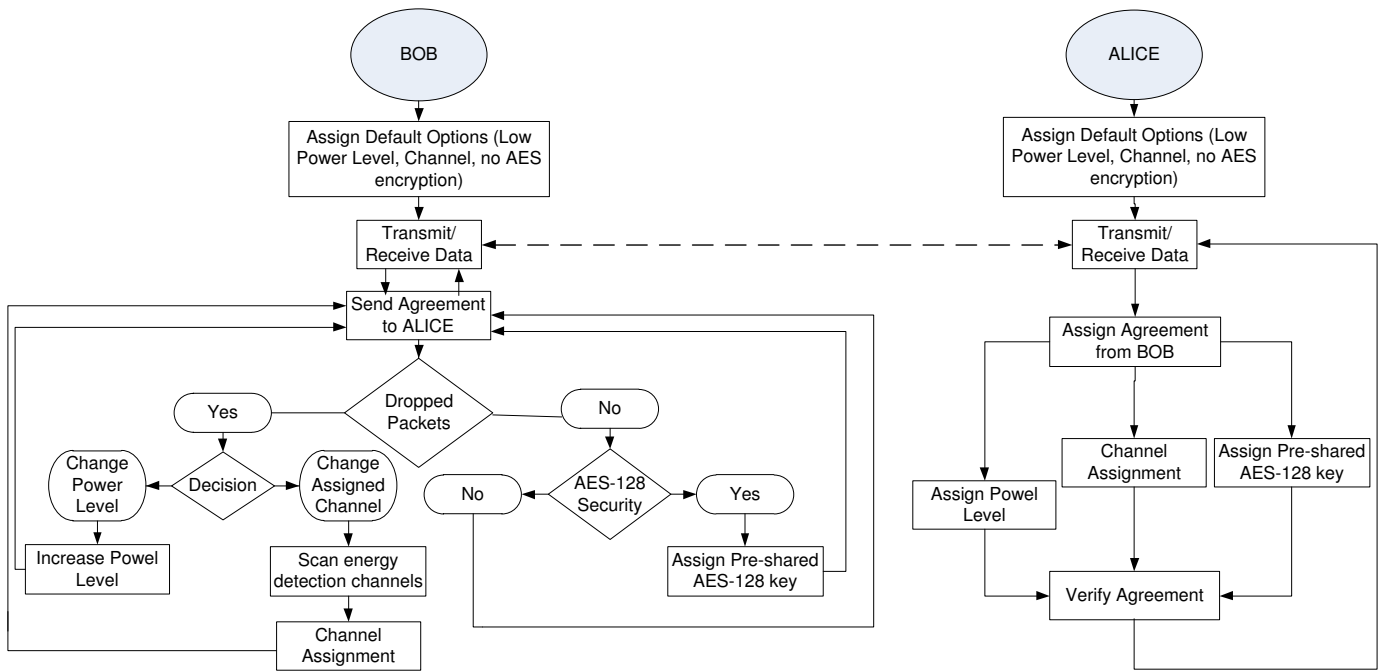 BOB
Assign Default Options (Low
Power Level, Channel, no AES
encryption)
Transmit/
Receive Data
Send Agreement
to ALICE
Dropped
Packets
Yes
No
Change
Power
Level
Decision
Change
Assigned
Channel
No
AES-128
Security
Yes
Increase Powel
Level
Scan energy
detection channels
Assign Pre-shared
AES-128 key
Channel
Assignment
ALICE
Assign Default Options (Low
Power Level, Channel, no AES
encryption)
Transmit/
Receive Data
Assign Agreement
from BOB
Assign Powel
Level
Channel
Assignment
Assign Pre-shared
AES-128 key
Verify Agreement